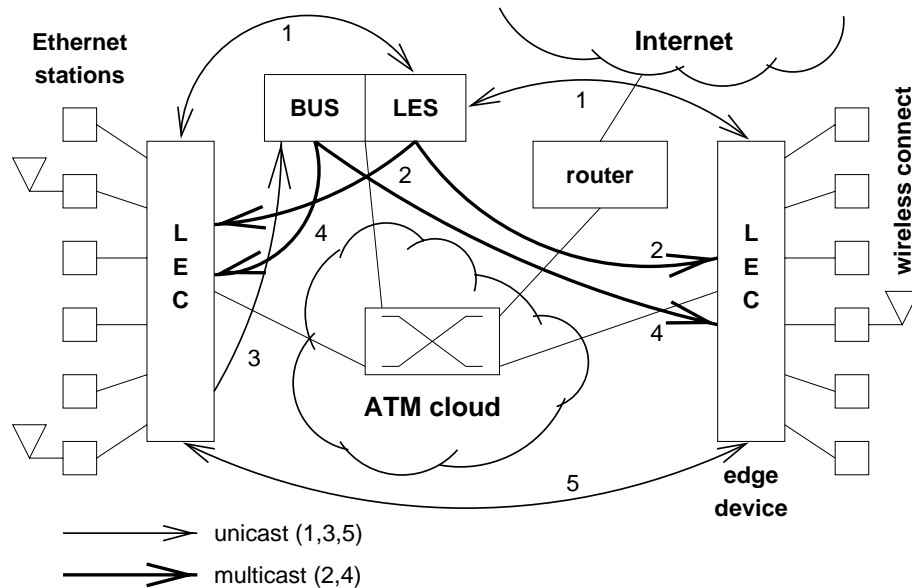 Ethernet
stations
1
Internet
BUS
LES
1
wireless connect
router
2
L
E
C
4
2
L
E
C
3
4
ATM cloud
5
edge
device
unicast (1,3,5)
multicast (2,4)